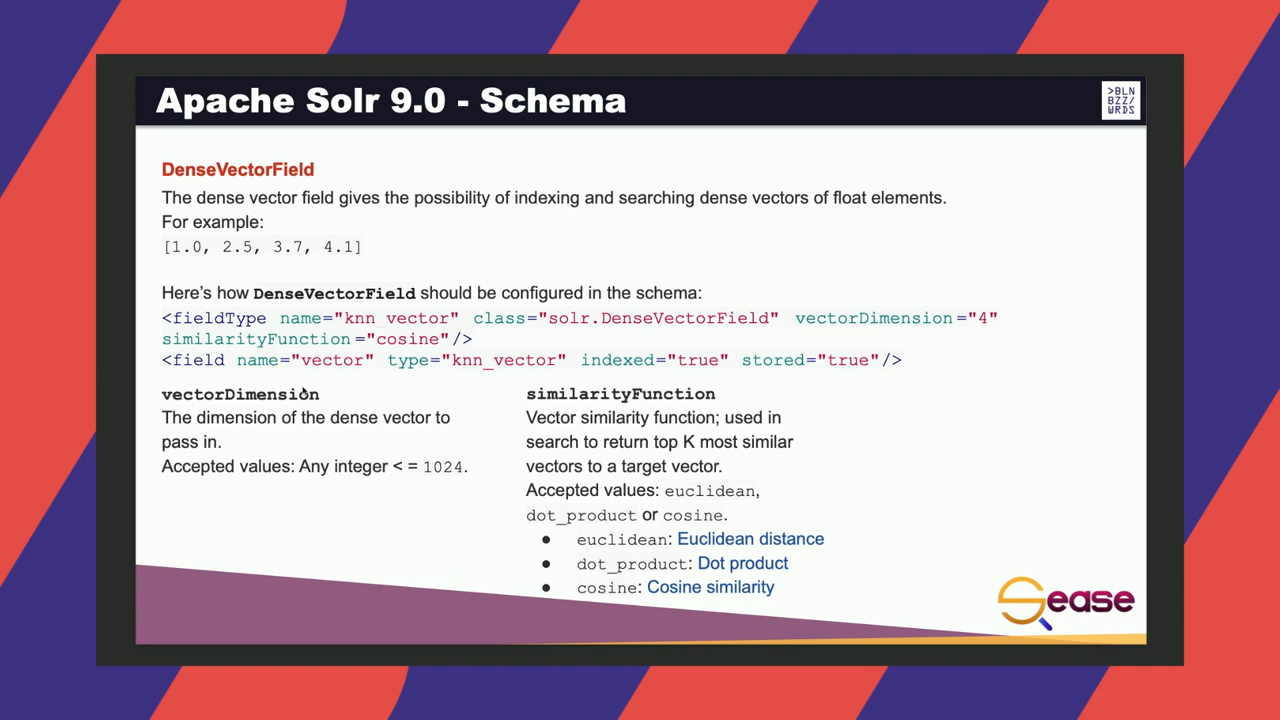 Apache Solr 9.0 - Schema
>BLN
BZZ/
WRDS
DenseVectorField
The dense vector field gives the possibility of indexing and searching dense vectors of float elements.
For example:
[1.0, 2.5, 3.7, 4.1]
Here's how DenseVectorField should be configured in the schema:
<fieldType name="knn_vector" class="solr.DenseVectorField" vectorDimension="4"
similarityFunction="cosine"/>
<field name="vector" type="knn_vector" indexed="true" stored="true"/>
vectorDimension
The dimension of the dense vector to
pass in.
Accepted values: Any integer < = 1024.
similarityFunction
Vector similarity function; used in
search to return top K most similar
vectors to a target vector.
Accepted values: euclidean,
dot_product or cosine.
● euclidean: Euclidean distance
● dot_product: Dot product
● cosine: Cosine similarity
Sease